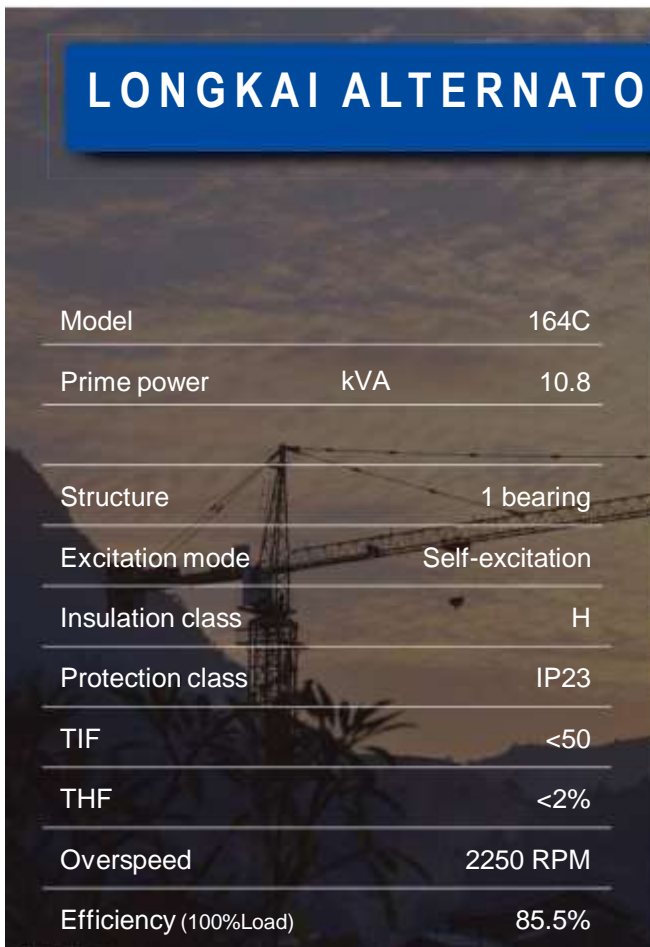 LONGKAI ALTERNATO
Model 164C
Prime power kVA 10.8
Structure 1 bearing
Excitation mode Self-excitation
Insulation class H
Protection class IP23
TIF <50
THF <2%
Overspeed 2250 RPM
Efficiency (100%Load) 85.5%